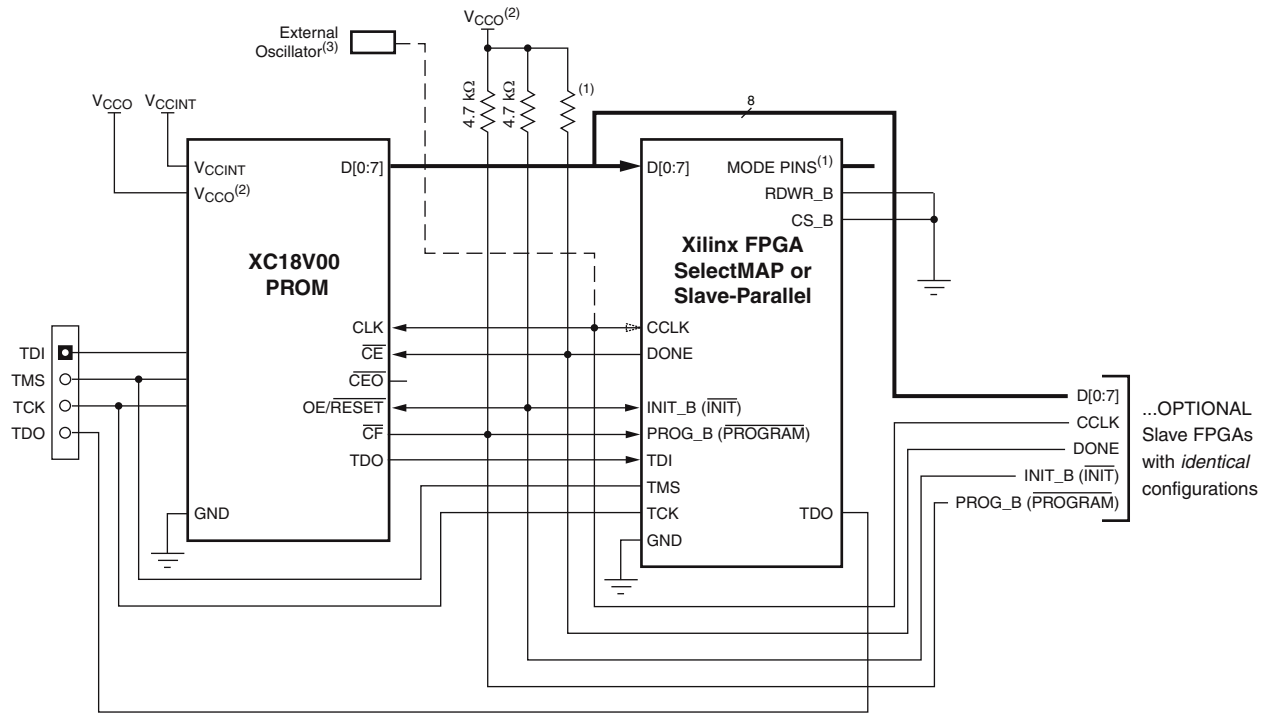 External
Oscillator(3)
VCCO(2)
4.7 kΩ
4.7 kΩ
(1)
8
VCCO
VCCINT
VCCINT
VCCO(2)
D[0:7]
XC18V00
PROM
CLK
CE
CEO
OE/RESET
CF
TDO
GND
TDI
TMS
TCK
TDO
D[0:7]
MODE PINS(1)
RDWR_B
CS_B
Xilinx FPGA
SelectMAP or
Slave-Parallel
CCLK
DONE
INIT_B (INIT)
PROG_B (PROGRAM)
TDI
TMS
TCK
TDO
GND
D[0:7]
CCLK
DONE
INIT_B (INIT)
PROG_B (PROGRAM)
...OPTIONAL
Slave FPGAs
with identical
configurations